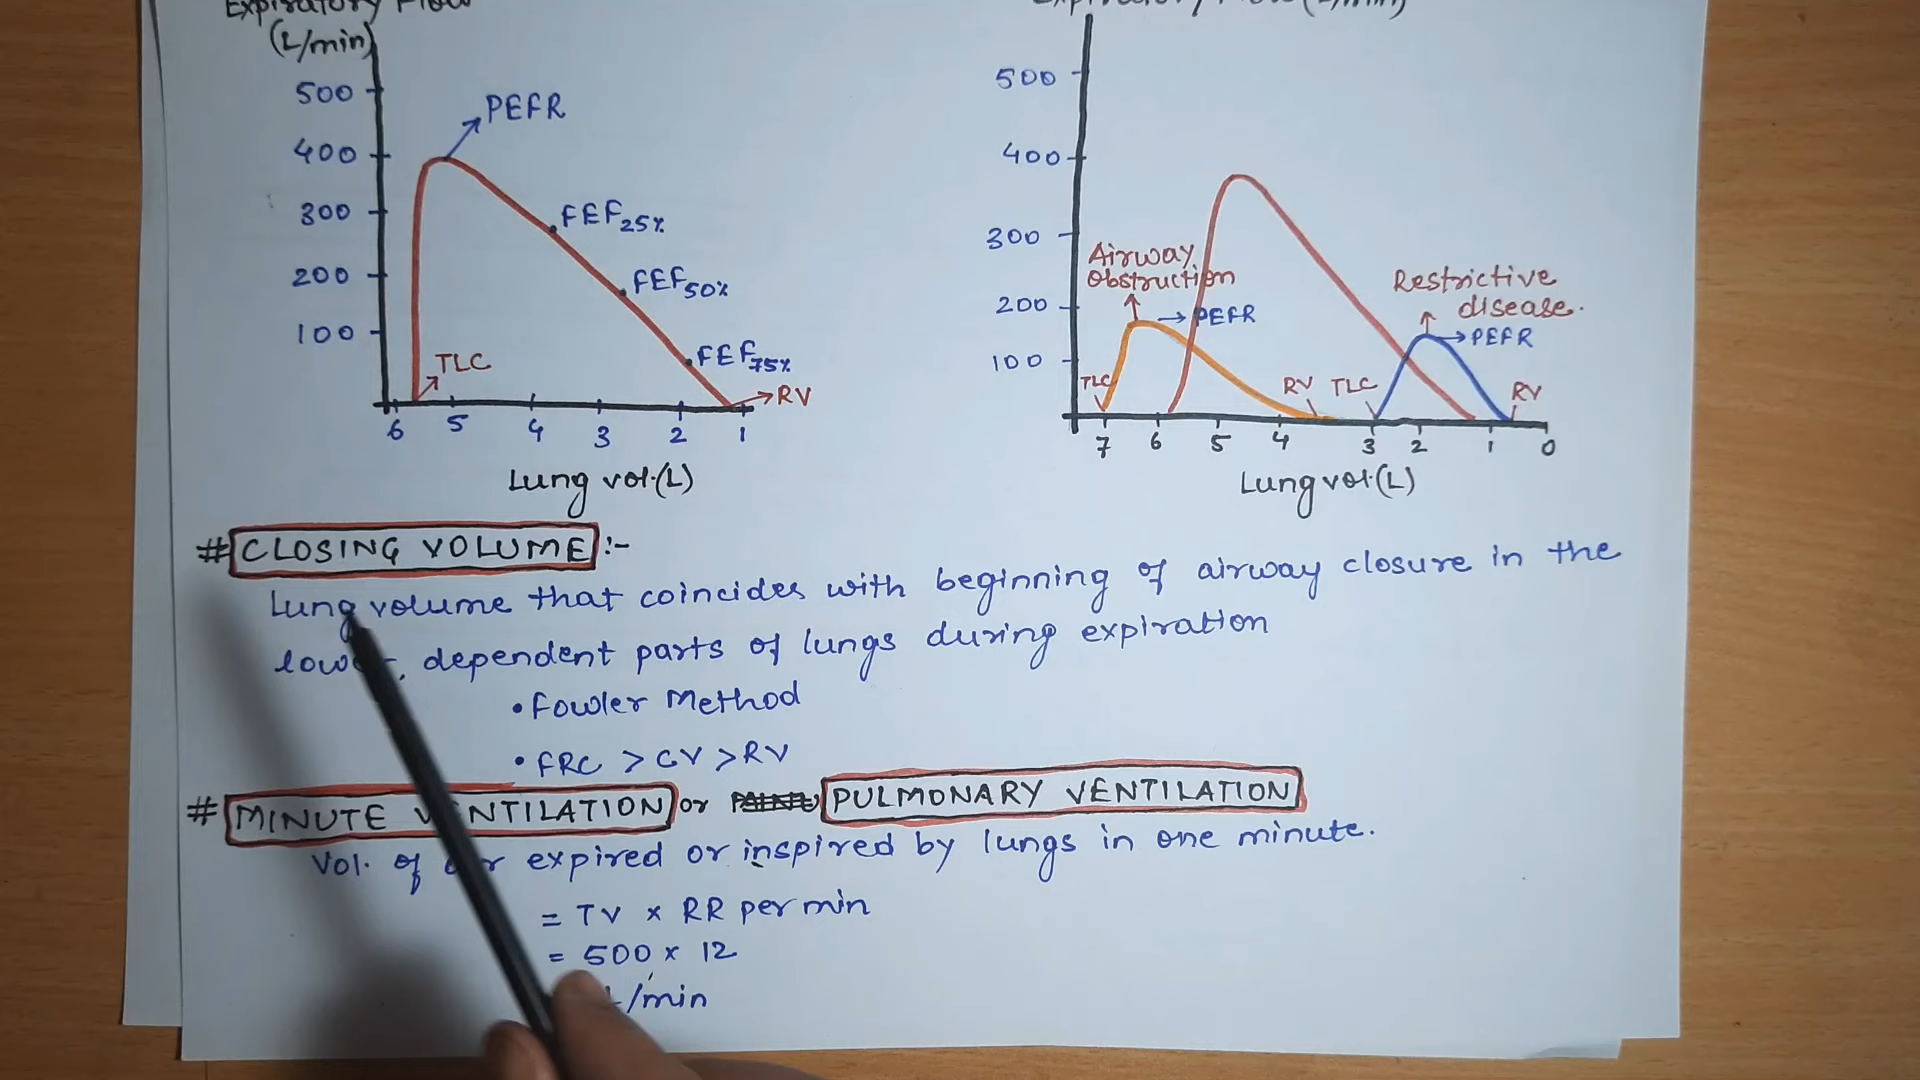 (L/min)
500
400
300
200
100
PEFR
FEF25%
FEF50%
FEF75%
TLC
RV
6 5 4 3 2 1
Lung vol.(L)
500
400
300
200
100
Airway
Obstruction
PEFR
Restrictive
disease.
PEFR
TLC
RV
TLC
RV
7 6 5 4 3 2 1 0
Lung vol.(L)
# CLOSING VOLUME :-
Lung volume that coincides with beginning of airway closure in the
dependent parts of lungs during expiration
• Fowler Method
• FRC > CV > RV
# MINUTE VENTILATION or PULMONARY VENTILATION
Vol. of expired or inspired by lungs in one minute.
= TV × RR per min
= 500 × 12
L/min